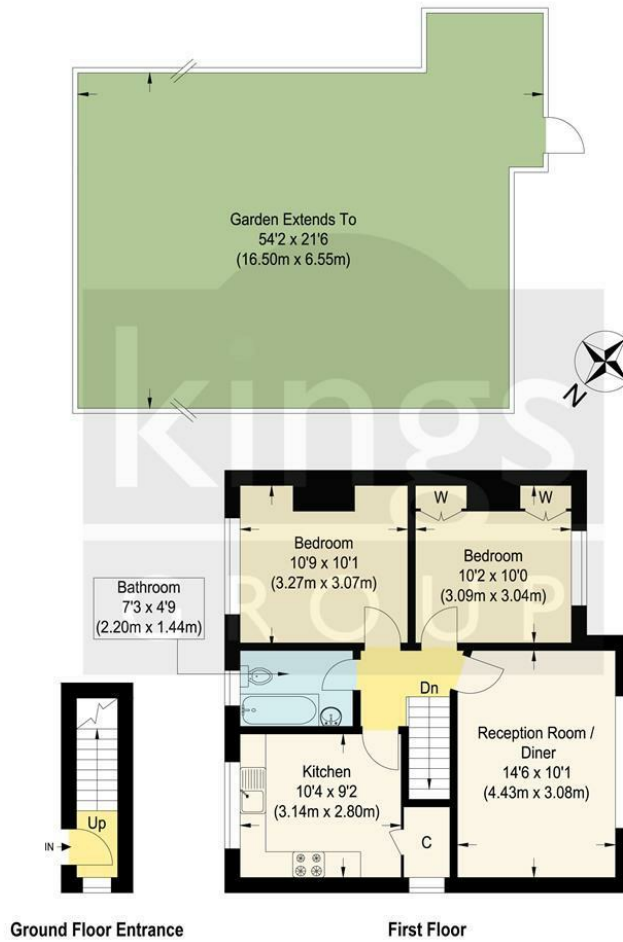 Garden Extends To
54'2 x 21'6
(16.50m x 6.55m)
N
kings
GROUP
Bedroom
10'9 x 10'1
(3.27m x 3.07m)
W
W
Bedroom
10'2 x 10'0
(3.09m x 3.04m)
Bathroom
7'3 x 4'9
(2.20m x 1.44m)
Dn
Reception Room /
Diner
14'6 x 10'1
(4.43m x 3.08m)
Kitchen
10'4 x 9'2
(3.14m x 2.80m)
C
Up
IN
Ground Floor Entrance
First Floor